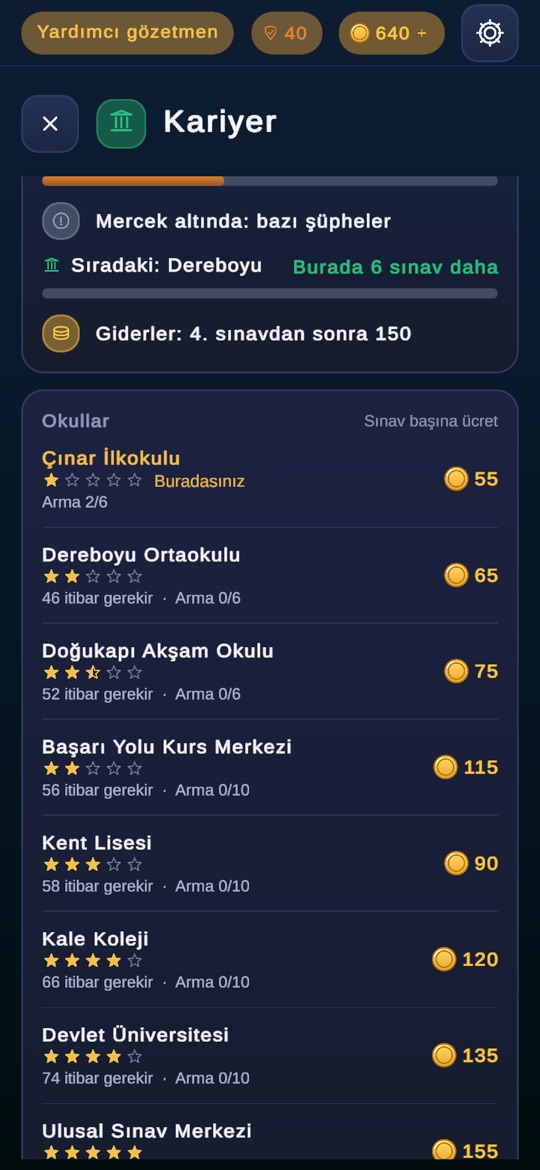 Yardımcı gözetmen
40
640 +
Kariyer
Mercek altında: bazı şüpheler
Sıradaki: Dereboyu
Burada 6 sınav daha
Giderler: 4. sınavdan sonra 150
Okullar
Sınav başına ücret
Çınar İlkokulu
Buradasınız
55
Arma 2/6
Dereboyu Ortaokulu
65
46 itibar gerekir · Arma 0/6
Doğukapı Akşam Okulu
75
52 itibar gerekir · Arma 0/6
Başarı Yolu Kurs Merkezi
115
56 itibar gerekir · Arma 0/10
Kent Lisesi
90
58 itibar gerekir · Arma 0/10
Kale Koleji
120
66 itibar gerekir · Arma 0/10
Devlet Üniversitesi
135
74 itibar gerekir · Arma 0/10
Ulusal Sınav Merkezi
155